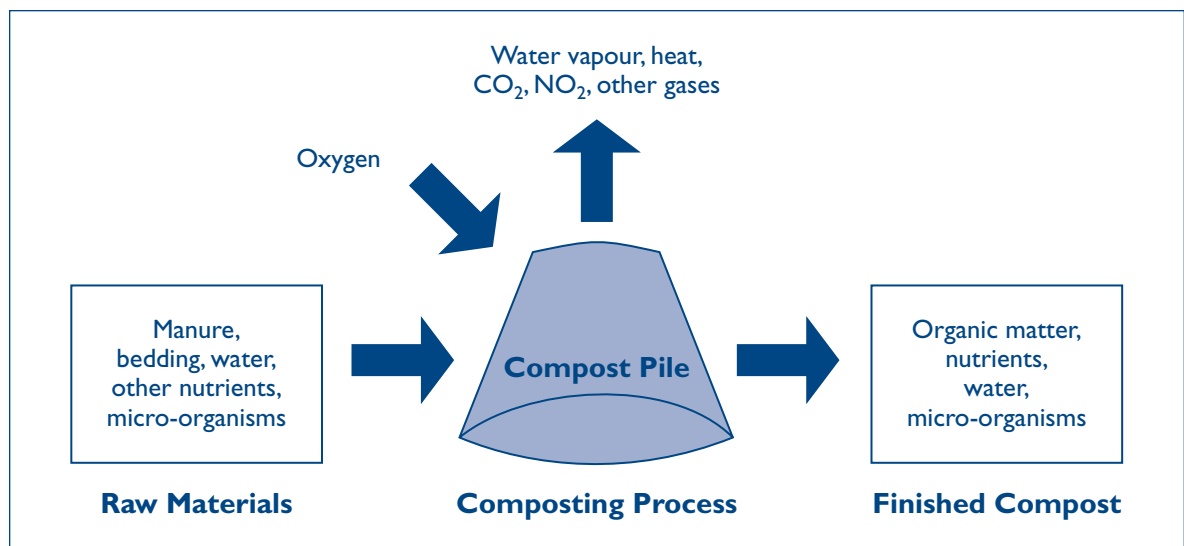 Water vapour, heat,
CO₂, NO₂, other gases
Oxygen
Manure,
bedding, water,
other nutrients,
micro-organisms
Compost Pile
Organic matter,
nutrients,
water,
micro-organisms
Raw Materials
Composting Process
Finished Compost